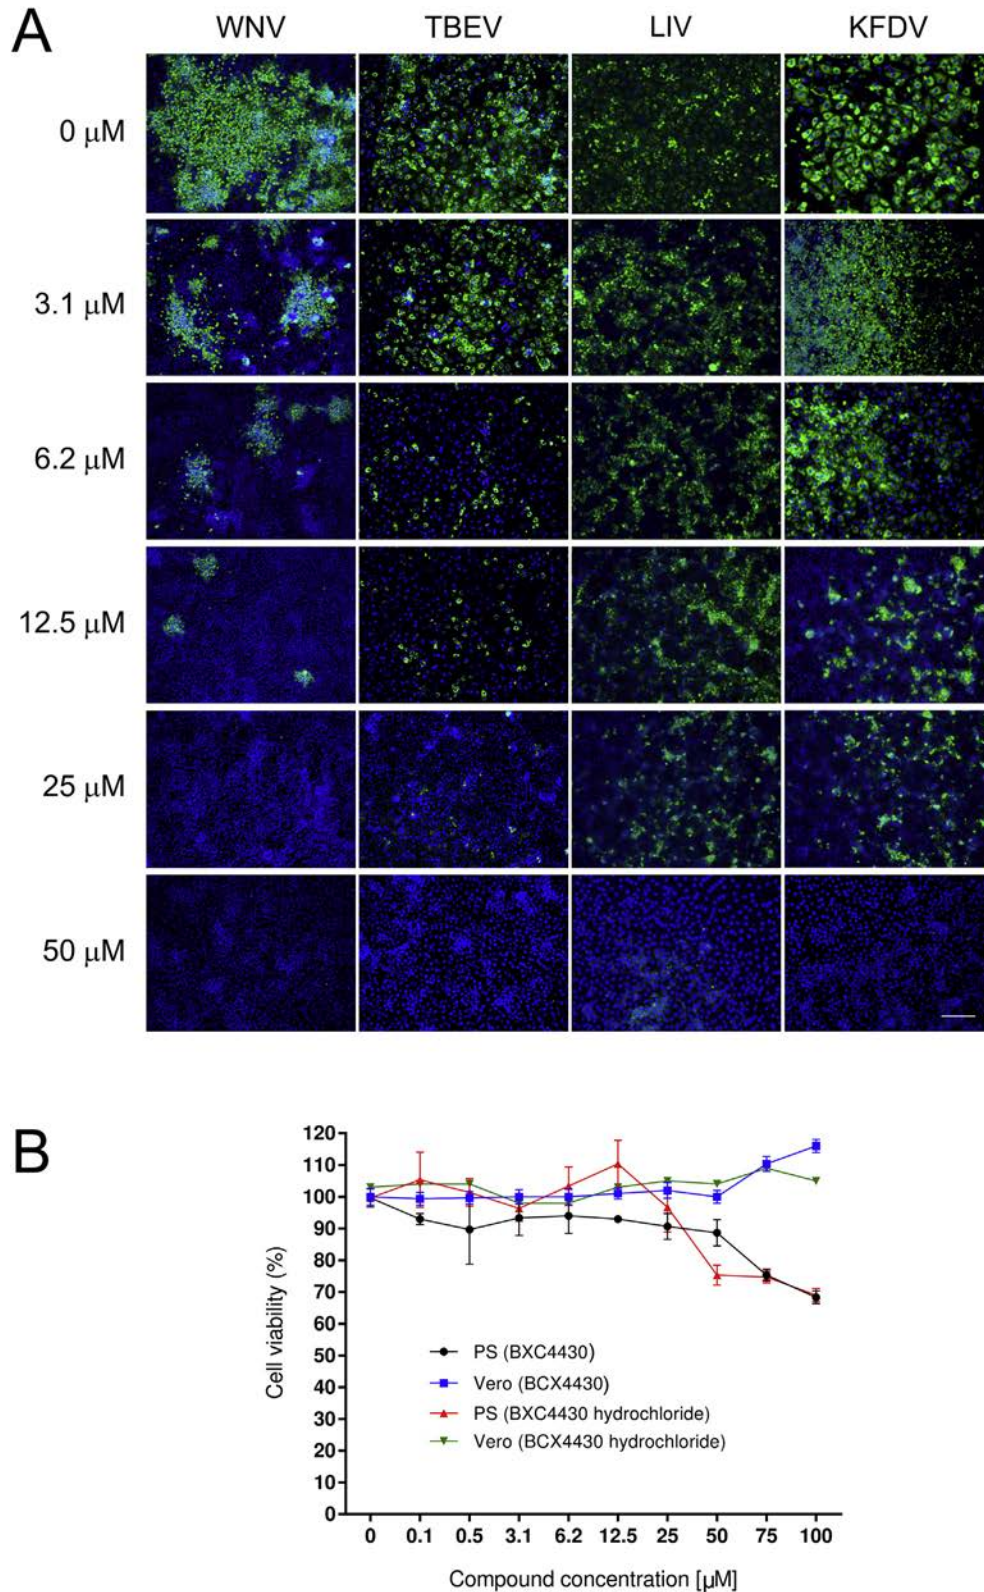 A
WNV TBEV LIV KFDV
0 μM
3.1 μM
6.2 μM
12.5 μM
25 μM
50 μM
B
120
110
100
90
80
70
60
50
40
30
20
10
0
Cell viability (%)
PS (BXC4430)
Vero (BCX4430)
PS (BXC4430 hydrochloride)
Vero (BCX4430 hydrochloride)
0 0.1 0.5 3.1 6.2 12.5 25 50 75 100
Compound concentration [μM]